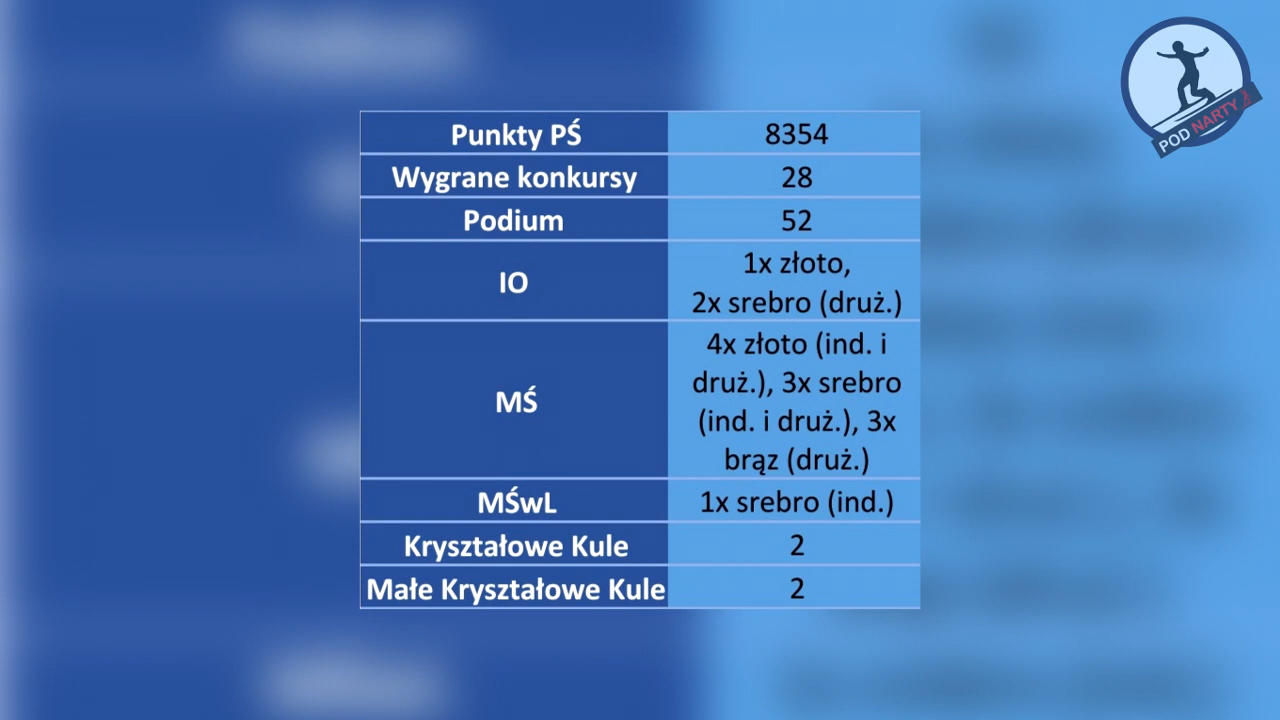 POD NARTY
Punkty PŚ 8354
Wygrane konkursy 28
Podium 52
IO 1x złoto,
2x srebro (druż.)
MŚ 4x złoto (ind. i
druż.), 3x srebro
(ind. i druż.), 3x
brąz (druż.)
MŚwL 1x srebro (ind.)
Kryształowe Kule 2
Małe Kryształowe Kule 2